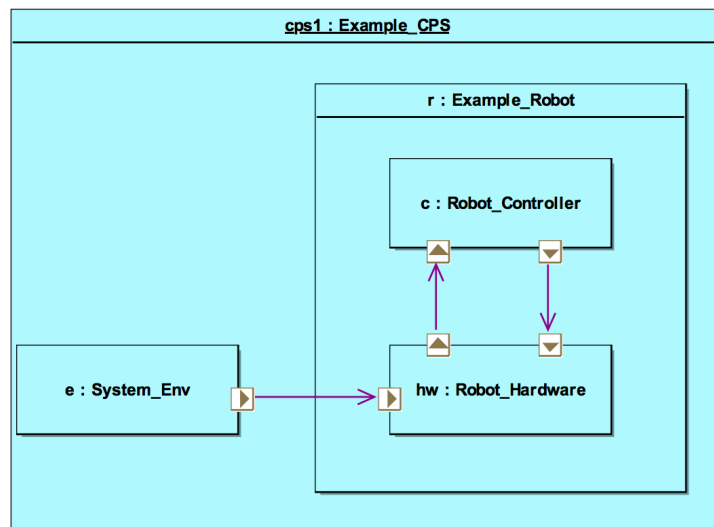 cps1 : Example_CPS
r : Example_Robot
c : Robot_Controller
e : System_Env
hw : Robot_Hardware